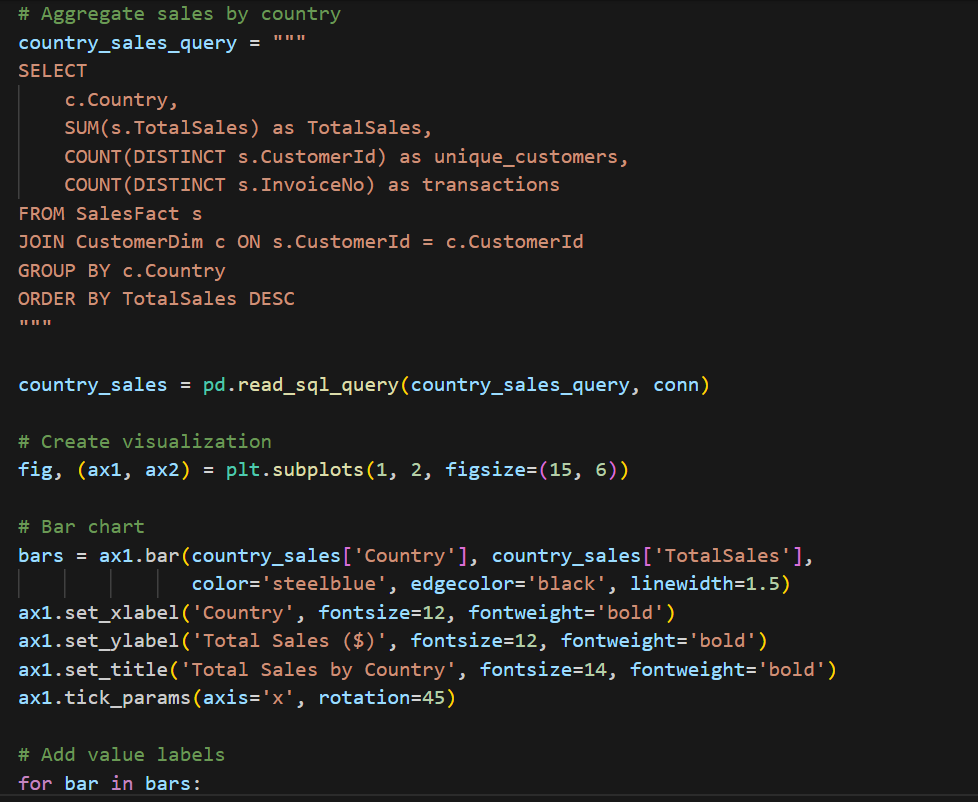 # Aggregate sales by country
country_sales_query = """
SELECT
    c.Country,
    SUM(s.TotalSales) as TotalSales,
    COUNT(DISTINCT s.CustomerId) as unique_customers,
    COUNT(DISTINCT s.InvoiceNo) as transactions
FROM SalesFact s
JOIN CustomerDim c ON s.CustomerId = c.CustomerId
GROUP BY c.Country
ORDER BY TotalSales DESC
"""

country_sales = pd.read_sql_query(country_sales_query, conn)

# Create visualization
fig, (ax1, ax2) = plt.subplots(1, 2, figsize=(15, 6))

# Bar chart
bars = ax1.bar(country_sales['Country'], country_sales['TotalSales'],
               color='steelblue', edgecolor='black', linewidth=1.5)
ax1.set_xlabel('Country', fontsize=12, fontweight='bold')
ax1.set_ylabel('Total Sales ($)', fontsize=12, fontweight='bold')
ax1.set_title('Total Sales by Country', fontsize=14, fontweight='bold')
ax1.tick_params(axis='x', rotation=45)

# Add value labels
for bar in bars: